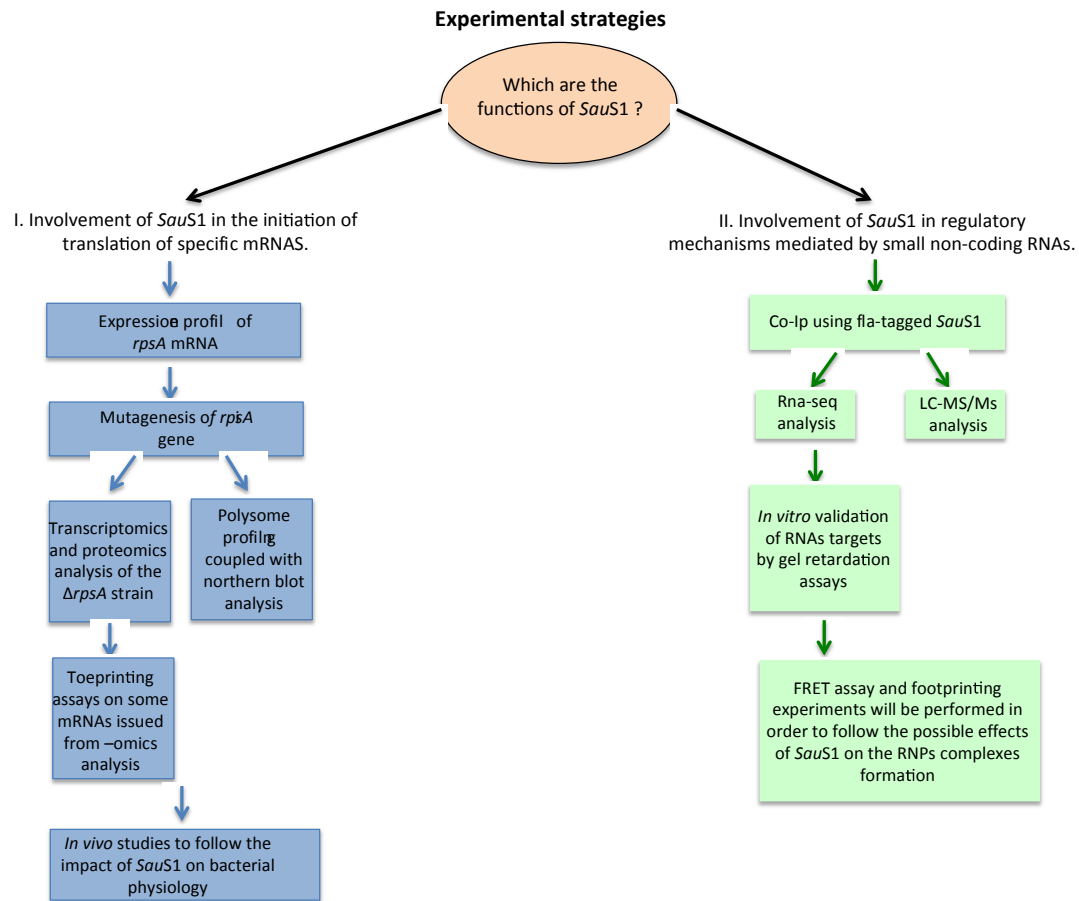 Experimental strategies
Which are the
functions of SauS1 ?
I. Involvement of SauS1 in the initiation of
translation of specific mRNAS.
Expression profil of
rpsA mRNA
Mutagenesis of rpsA
gene
Transcriptomics
and proteomics
analysis of the
ΔrpsA strain
Polysome
profiling
coupled with
northern blot
analysis
Toeprinting
assays on some
mRNAs issued
from –omics
analysis
In vivo studies to follow the
impact of SauS1 on bacterial
physiology
II. Involvement of SauS1 in regulatory
mechanisms mediated by small non-coding RNAs.
Co-Ip using fla-tagged SauS1
Rna-seq
analysis
LC-MS/Ms
analysis
In vitro validation
of RNAs targets
by gel retardation
assays
FRET assay and footprinting
experiments will be performed in
order to follow the possible effects
of SauS1 on the RNPs complexes
formation